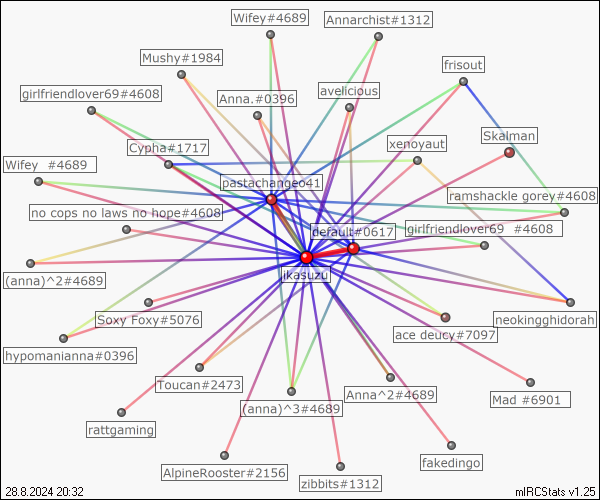 Wifey#4689
Annarchist#1312
Mushy#1984
frisout
girlfriendlover69#4608
Anna.#0396
avelicious
Cypha#1717
xenoyaut
Skalman
Wifey  #4689
pastachangeo41
ramshackle gorey#4608
no cops no laws no hope#4608
default#0617
girlfriendlover69  #4608
(anna)^2#4689
ikasuzu
Soxy Foxy#5076
ace deucy#7097
neokingghidorah
hypomanianna#0396
Toucan#2473
(anna)^3#4689
Anna^2#4689
Mad #6901
rattgaming
AlpineRooster#2156
zibbits#1312
fakedingo
28.8.2024 20:32
mIRCStats v1.25